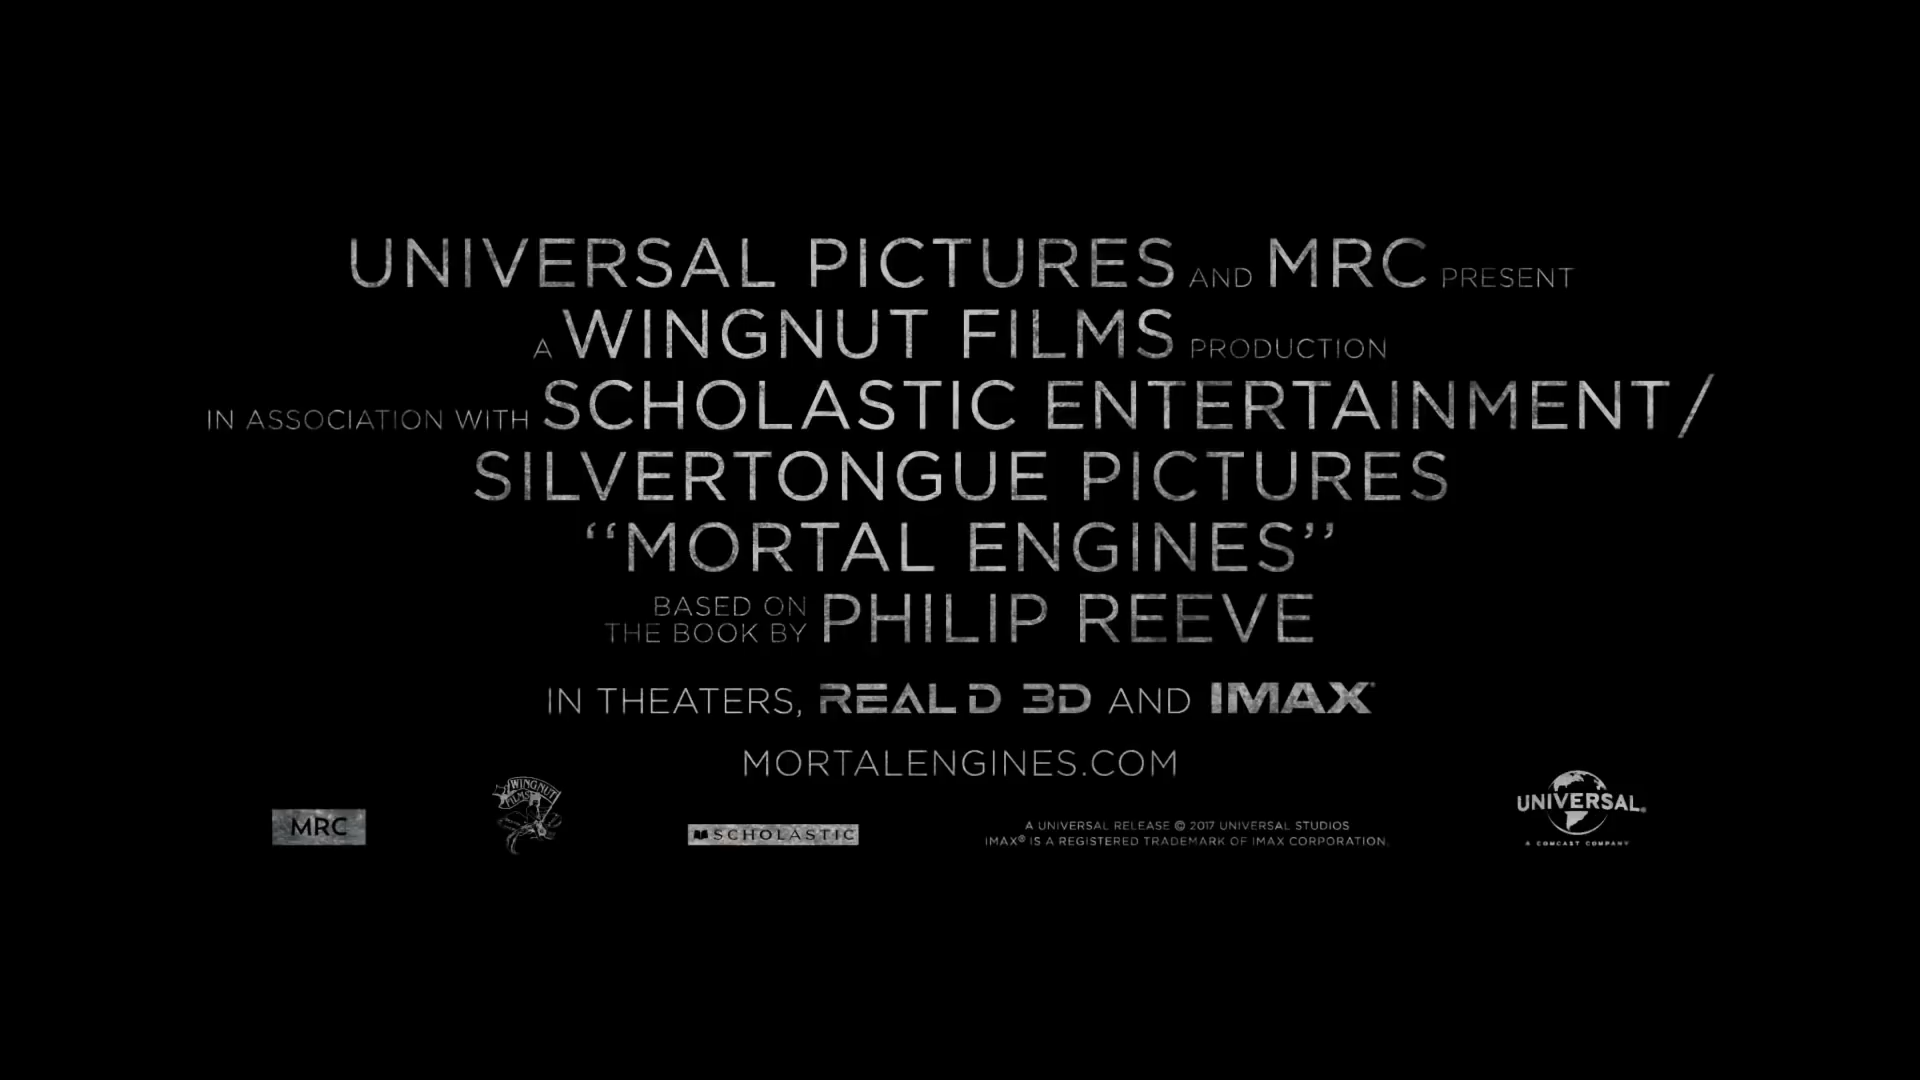 UNIVERSAL PICTURES AND MRC PRESENT
A WINGNUT FILMS PRODUCTION
IN ASSOCIATION WITH SCHOLASTIC ENTERTAINMENT/
SILVERTONGUE PICTURES
“MORTAL ENGINES”
BASED ON
THE BOOK BY PHILIP REEVE
IN THEATERS, REAL D 3D AND IMAX
MORTALENGINES.COM
MRC
WINGNUT
FILMS
SCHOLASTIC
A UNIVERSAL RELEASE © 2017 UNIVERSAL STUDIOS
IMAX® IS A REGISTERED TRADEMARK OF IMAX CORPORATION.
UNIVERSAL®
A COMCAST COMPANY